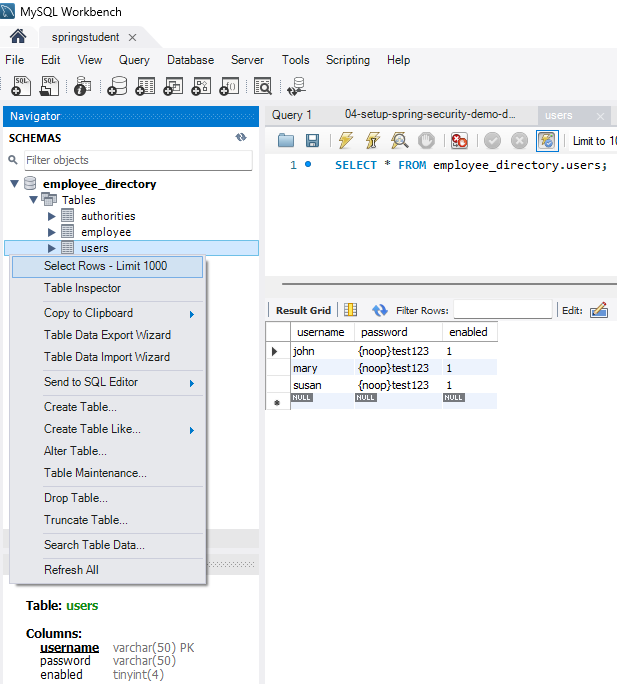 MySQL Workbench
springstudent
File Edit View Query Database Server Tools Scripting Help
Navigator
SCHEMAS
Filter objects
employee_directory
Tables
authorities
employee
users
Select Rows - Limit 1000
Table Inspector
Copy to Clipboard
Table Data Export Wizard
Table Data Import Wizard
Send to SQL Editor
Create Table...
Create Table Like...
Alter Table...
Table Maintenance...
Drop Table...
Truncate Table...
Search Table Data...
Refresh All
Table: users
Columns:
username varchar(50) PK
password varchar(50)
enabled tinyint(4)
Query 1 04-setup-spring-security-demo-d... users
Limit to 10
1 SELECT * FROM employee_directory.users;
Result Grid Filter Rows: Edit:
username password enabled
john {noop}test123 1
mary {noop}test123 1
susan {noop}test123 1
NULL NULL NULL